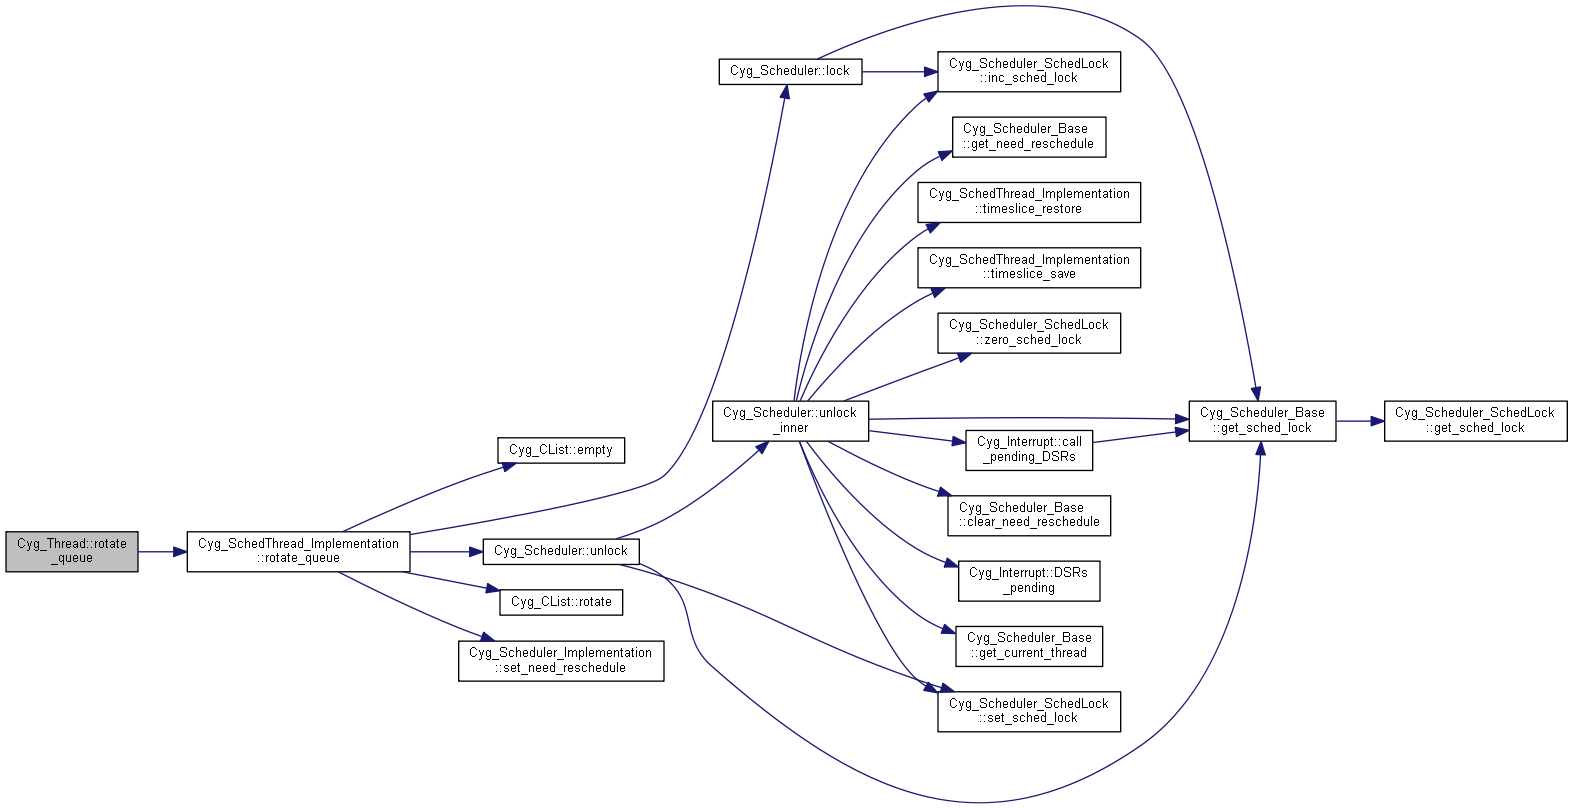 Cyg_Thread::rotate
_queue
Cyg_SchedThread_Implementation
::rotate_queue
Cyg_CList::empty
Cyg_Scheduler::unlock
Cyg_CList::rotate
Cyg_Scheduler_Implementation
::set_need_reschedule
Cyg_Scheduler::lock
Cyg_Scheduler::unlock
_inner
Cyg_Scheduler_SchedLock
::inc_sched_lock
Cyg_Scheduler_Base
::get_need_reschedule
Cyg_SchedThread_Implementation
::timeslice_restore
Cyg_SchedThread_Implementation
::timeslice_save
Cyg_Scheduler_SchedLock
::zero_sched_lock
Cyg_Interrupt::call
_pending_DSRs
Cyg_Scheduler_Base
::clear_need_reschedule
Cyg_Interrupt::DSRs
_pending
Cyg_Scheduler_Base
::get_current_thread
Cyg_Scheduler_SchedLock
::set_sched_lock
Cyg_Scheduler_Base
::get_sched_lock
Cyg_Scheduler_SchedLock
::get_sched_lock